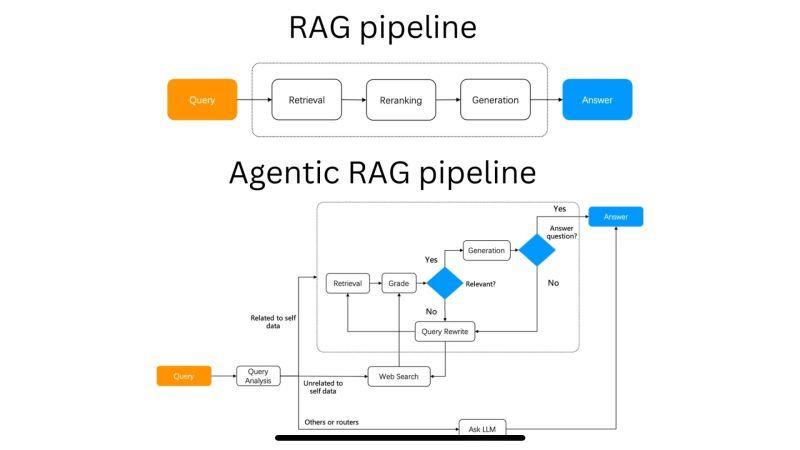 RAG pipeline
Query
Retrieval
Reranking
Generation
Answer
Agentic RAG pipeline
Yes
Answer
Answer
question?
Generation
Yes
Retrieval
Grade
Relevant?
No
No
Related to self
data
Query Rewrite
Query
Query
Analysis
Web Search
Unrelated to
self data
Others or routers
Ask LLM